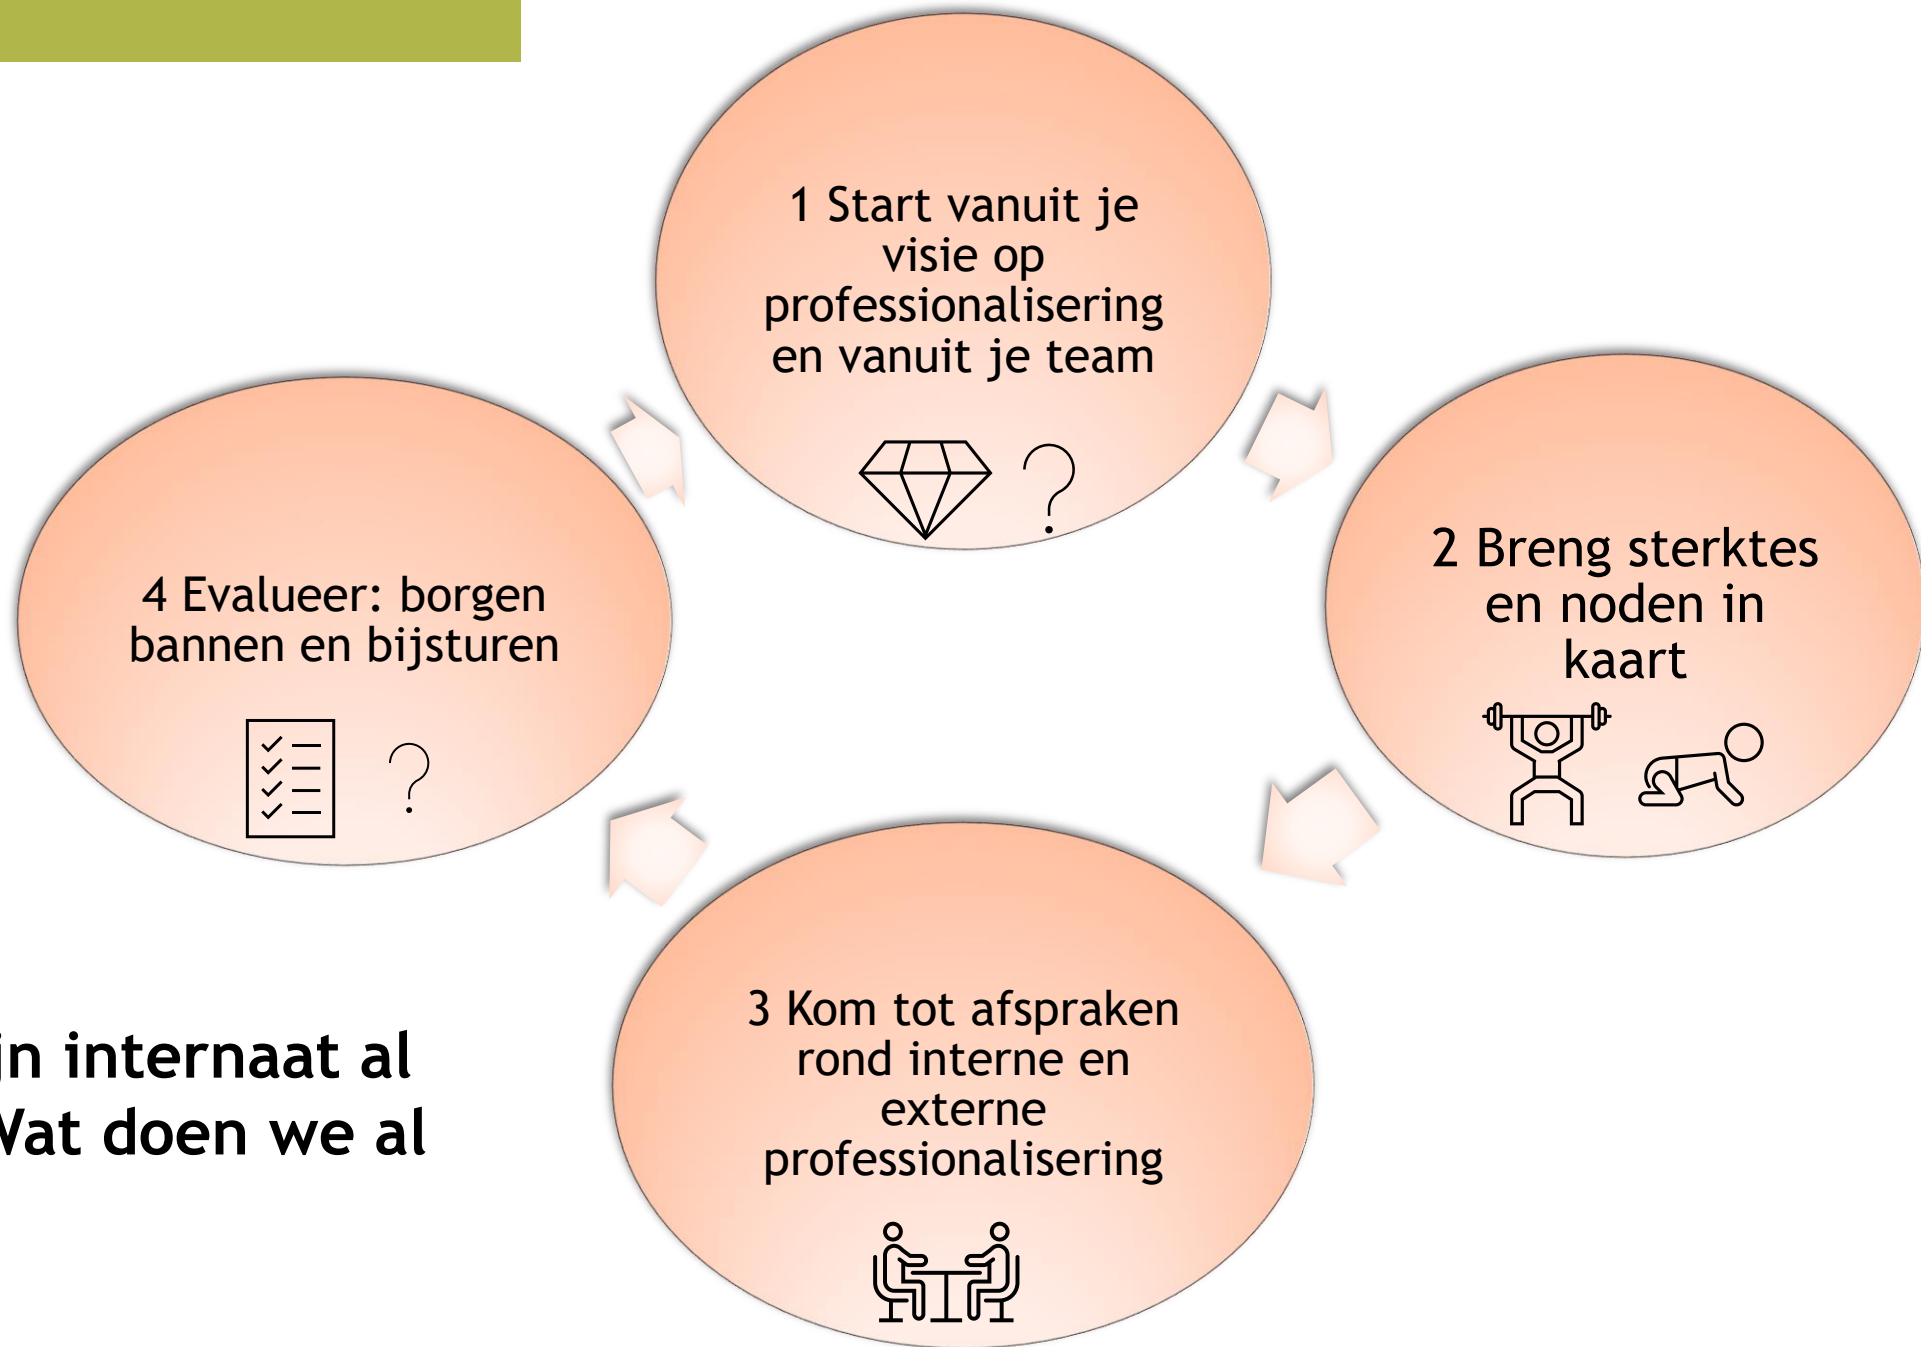 1 Start vanuit je
visie op
professionalisering
en vanuit je team
2 Breng sterktes
en noden in
kaart
3 Kom tot afspraken
rond interne en
externe
professionalisering
4 Evalueer: borgen
bannen en bijsturen
internaat al
Wat doen we al